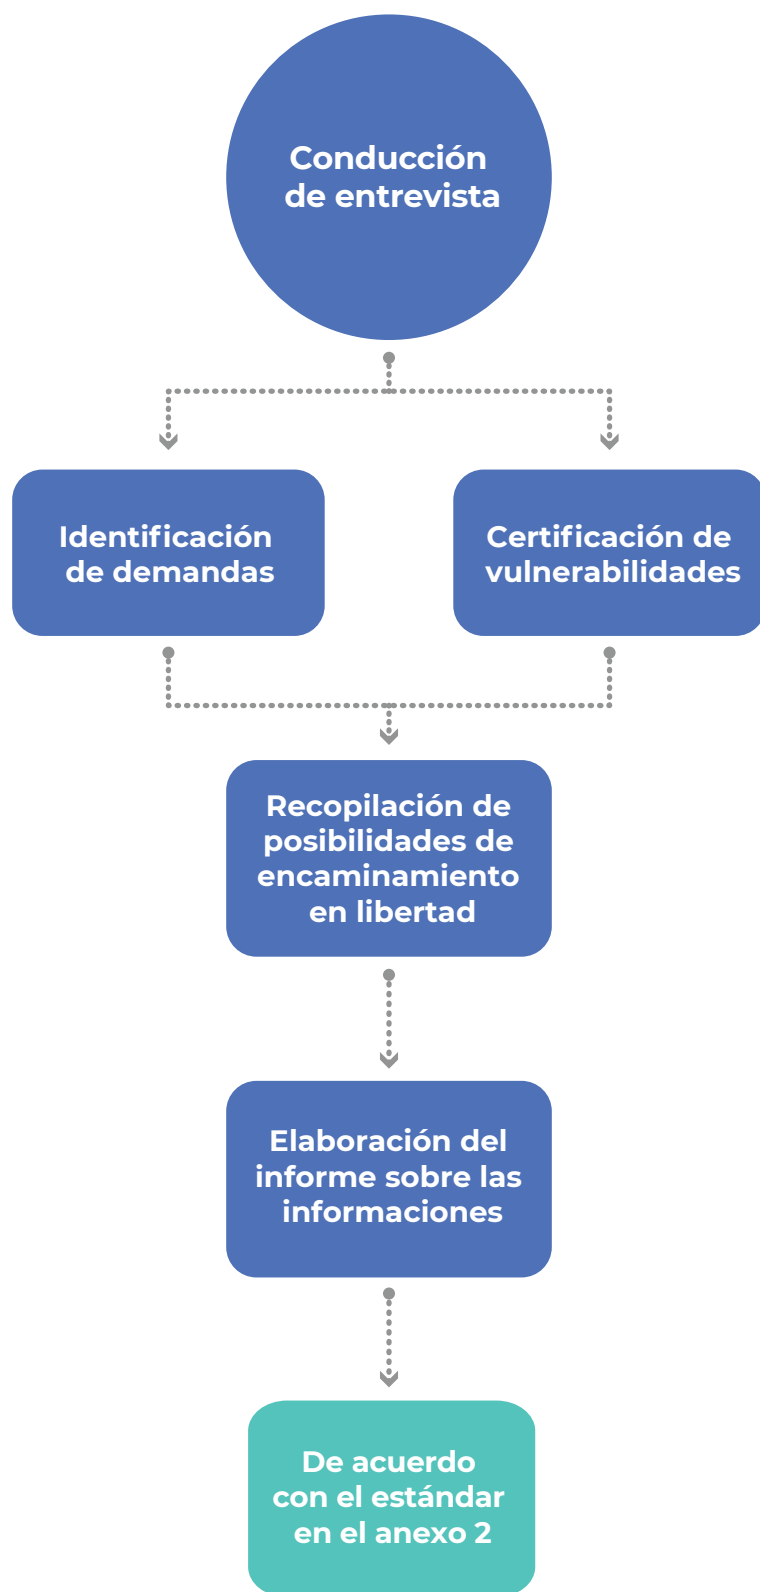 Conducción
de entrevista
Identificación
de demandas
Certificación de
vulnerabilidades
Recopilación de
posibilidades de
encaminamiento
en libertad
Elaboración del
informe sobre las
informaciones
De acuerdo
con el estándar
en el anexo 2